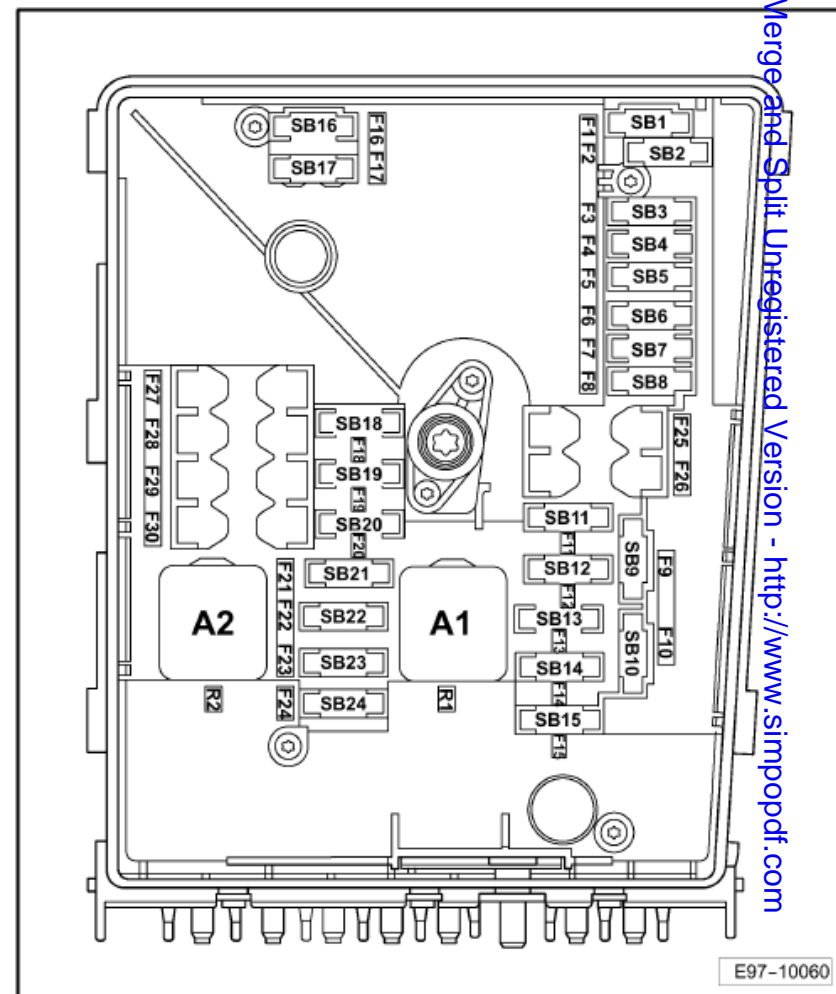 Merge and Split Unregistered Version - http://www.simpopdf.com
SB16
F16
SB17
F17
F1
SB1
F2
SB2
F3
SB3
F4
SB4
F5
SB5
F6
SB6
F7
SB7
F8
SB8
F27
F28
F29
F30
SB18
F18
SB19
F19
SB20
F20
F25
F26
SB11
F11
SB12
F12
SB13
F13
SB14
F14
SB15
F15
SB9
F9
SB10
F10
F21
SB21
F22
SB22
F23
SB23
F24
SB24
A2
R2
A1
R1
E97-10060